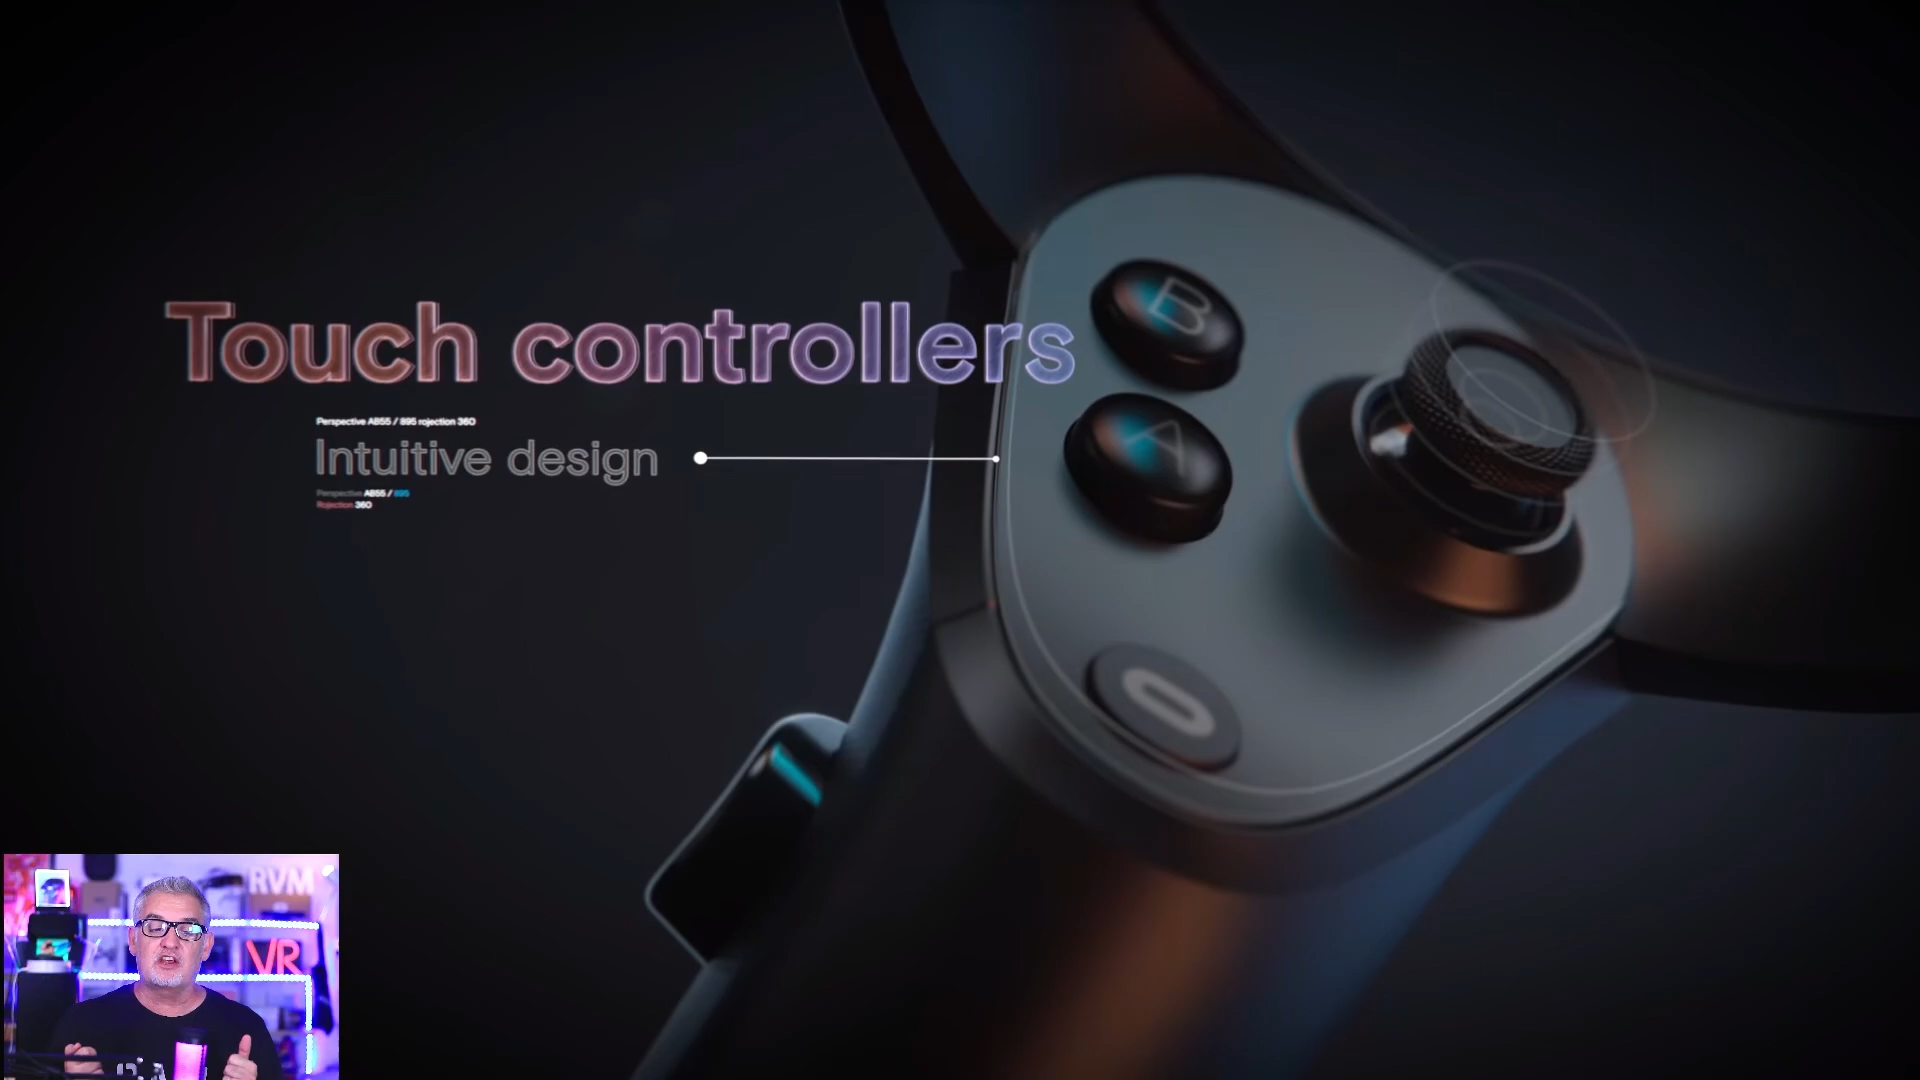 B
Touch controllers
Perspective AB55 / 895 rojection 360
Intuitive design
A
Perspective AB55 / 895
Rojection 360
RVM
VR